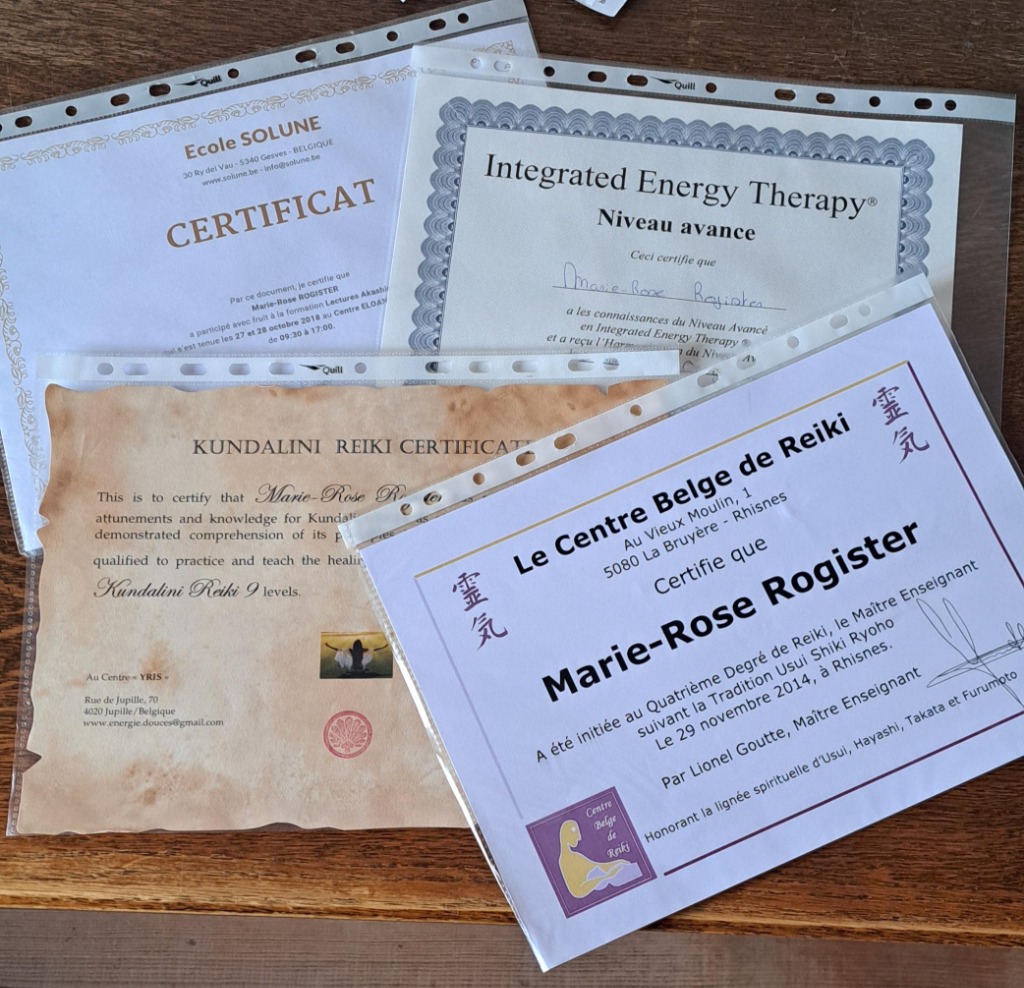 Quill
Ecole SOLUNE
30 Ry del Vau - 5340 Gesves - BELGIQUE
www.solune.be - info@solune.be
CERTIFICAT
Par ce document, je certifie que
Marie-Rose ROGISTER
a participé avec fruit à la formation Lectures Akashi
qui s'est tenue les 27 et 28 octobre 2018 au Centre ELOAN
de 09:30 à 17:00.
Quill
Integrated Energy Therapy®
Niveau avance
Ceci certifie que
Marie-Rose Rogister
a les connaissances du Niveau Avancé
en Integrated Energy Therapy ®
et a reçu l'Har on du Nive
Quill
KUNDALINI REIKI CERTIFICAT
This is to certify that Marie-Rose
attunements and knowledge for Kundali
demonstrated comprehension of its
qualified to practice and teach the healin
Kundalini Reiki 9 levels.
Au Centre « YRIS »
Rue de Jupille, 70
4020 Jupille/Belgique
www.energie.douces@gmail.com
靈気
Le Centre Belge de Reiki
Au Vieux Moulin, 1
5080 La Bruyère - Rhisnes
靈気
Certifie que
Marie-Rose Rogister
A été initiée au Quatrième Degré de Reiki, le Maître Enseignant
suivant la Tradition Usui Shiki Ryoho
Le 29 novembre 2014, à Rhisnes.
Par Lionel Goutte, Maître Enseignant
Honorant la lignée spirituelle d'Usui, Hayashi, Takata et Furumoto
Centre
Belge
de
Reiki